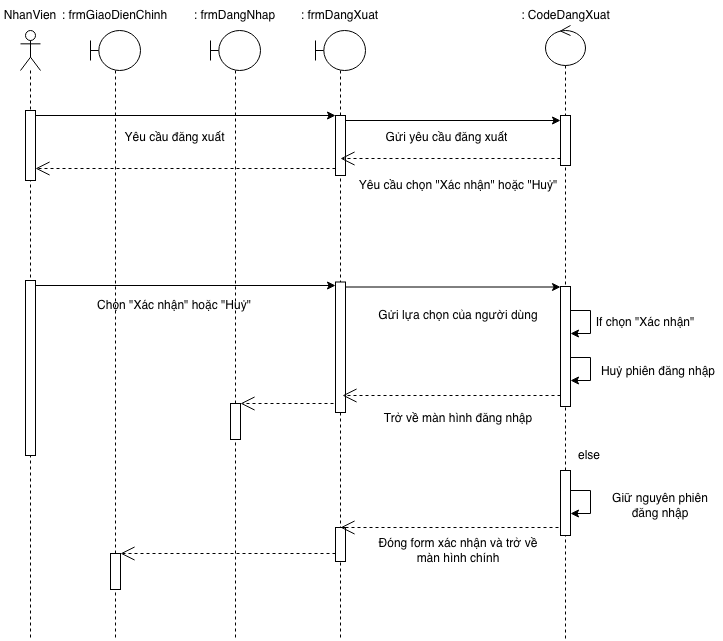 NhanVien : frmGiaoDienChinh : frmDangNhap : frmDangXuat : CodeDangXuat
Yêu cầu đăng xuất
Gửi yêu cầu đăng xuất
Yêu cầu chọn "Xác nhận" hoặc "Huỷ"
Chọn "Xác nhận" hoặc "Huỷ"
Gửi lựa chọn của người dùng
If chọn "Xác nhận"
Huỷ phiên đăng nhập
Trở về màn hình đăng nhập
else
Giữ nguyên phiên
đăng nhập
Đóng form xác nhận và trở về
màn hình chính